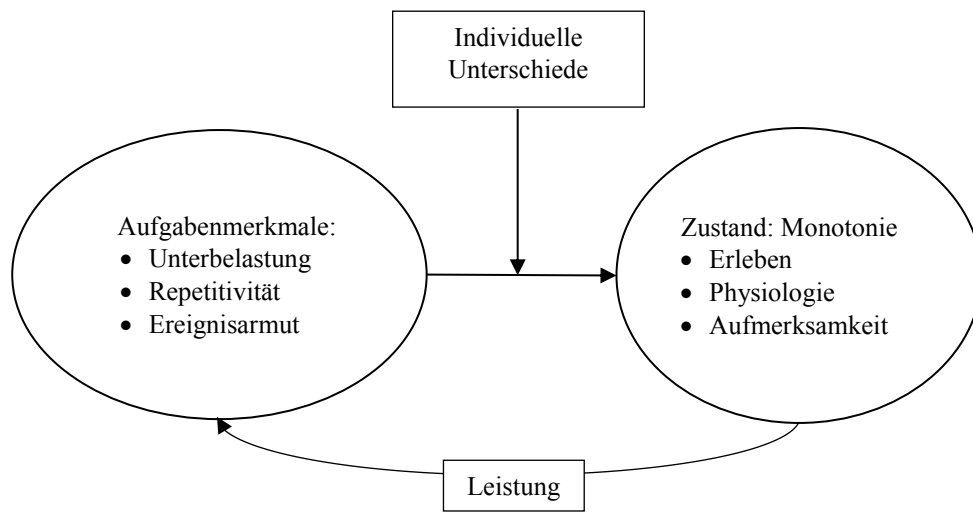 Individuelle
Unterschiede
Aufgabenmerkmale:
• Unterbelastung
• Repetitivität
• Ereignisarmut
Zustand: Monotonie
• Erleben
• Physiologie
• Aufmerksamkeit
Leistung